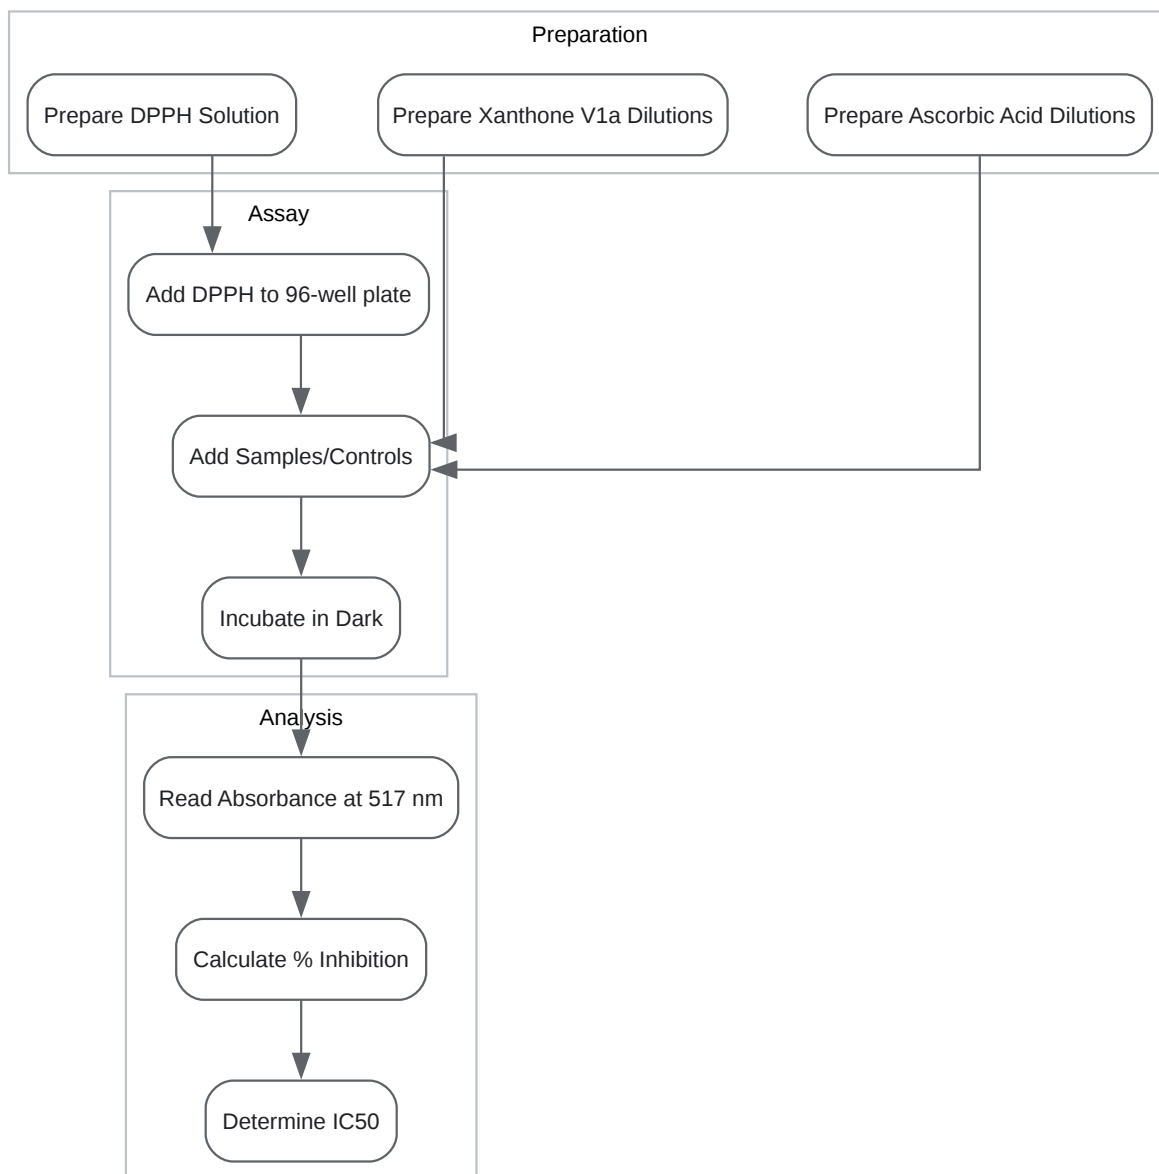 Preparation
Prepare DPPH Solution
Prepare Xanthone V1a Dilutions
Prepare Ascorbic Acid Dilutions
Assay
Add DPPH to 96-well plate
Add Samples/Controls
Incubate in Dark
Analysis
Read Absorbance at 517 nm
Calculate % Inhibition
Determine IC50